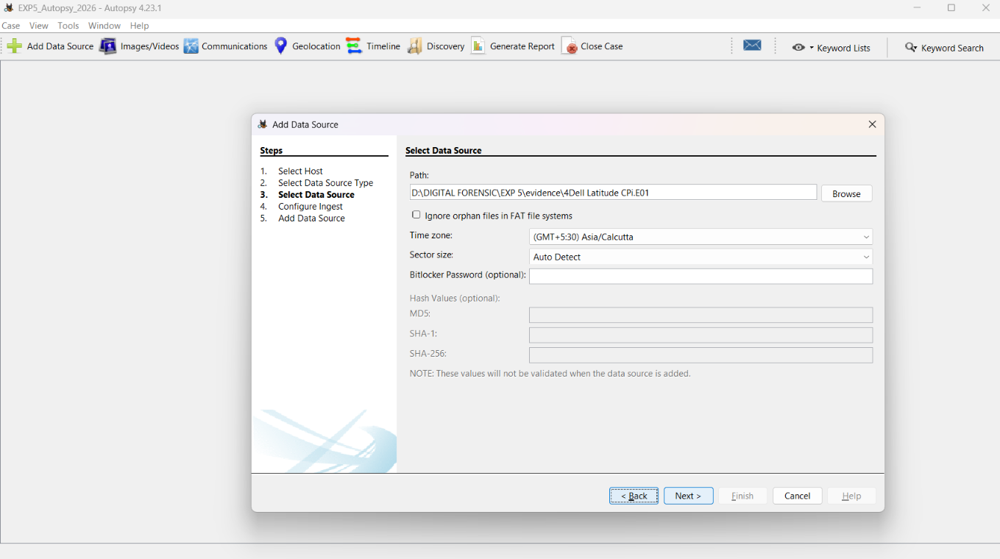 EXP5_Autopsy_2026 - Autopsy 4.23.1
Case View Tools Window Help
Add Data Source Images/Videos Communications Geolocation Timeline Discovery Generate Report Close Case Keyword Lists Keyword Search
Add Data Source
Steps
1. Select Host
2. Select Data Source Type
3. Select Data Source
4. Configure Ingest
5. Add Data Source
Select Data Source
Path:
D:\DIGITAL FORENSIC\EXP 5\evidence\4Dell Latitude CPi.E01
Browse
Ignore orphan files in FAT file systems
Time zone: (GMT+5:30) Asia/Calcutta
Sector size: Auto Detect
Bitlocker Password (optional):
Hash Values (optional):
MD5:
SHA-1:
SHA-256:
NOTE: These values will not be validated when the data source is added.
< Back Next > Finish Cancel Help